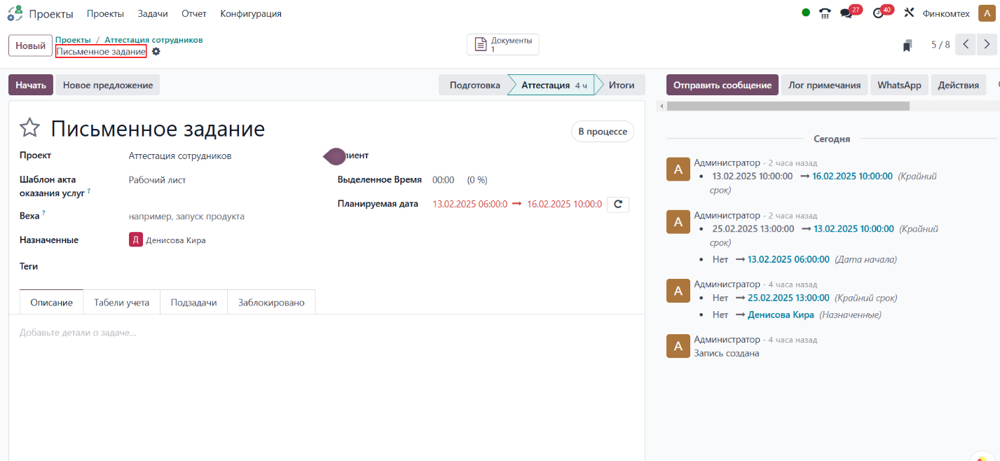 Проекты Проекты Задачи Отчет Конфигурация 27 40 Финкомтех А
Новый Проекты / Аттестация сотрудников Документы 5 / 8
Письменное задание 1
Начать Новое предложение Подготовка Аттестация 4 ч Итоги Отправить сообщение Лог примечания WhatsApp Действия
Письменное задание В процессе
Сегодня
Проект Аттестация сотрудников лиент
Шаблон акта оказания услуг ? Рабочий лист
Выделенное Время 00:00 (0 %)
Веха ? например, запуск продукта
Планируемая дата 13.02.2025 06:00:0 → 16.02.2025 10:00:0
Назначенные Д Денисова Кира
Теги
Описание Табели учета Подзадачи Заблокировано
Добавьте детали о задаче...
А Администратор - 2 часа назад
• 13.02.2025 10:00:00 → 16.02.2025 10:00:00 (Крайний
срок)
А Администратор - 2 часа назад
• 25.02.2025 13:00:00 → 13.02.2025 10:00:00 (Крайний
срок)
• Нет → 13.02.2025 06:00:00 (Дата начала)
А Администратор - 4 часа назад
• Нет → 25.02.2025 13:00:00 (Крайний срок)
• Нет → Денисова Кира (Назначенные)
А Администратор - 4 часа назад
Запись создана